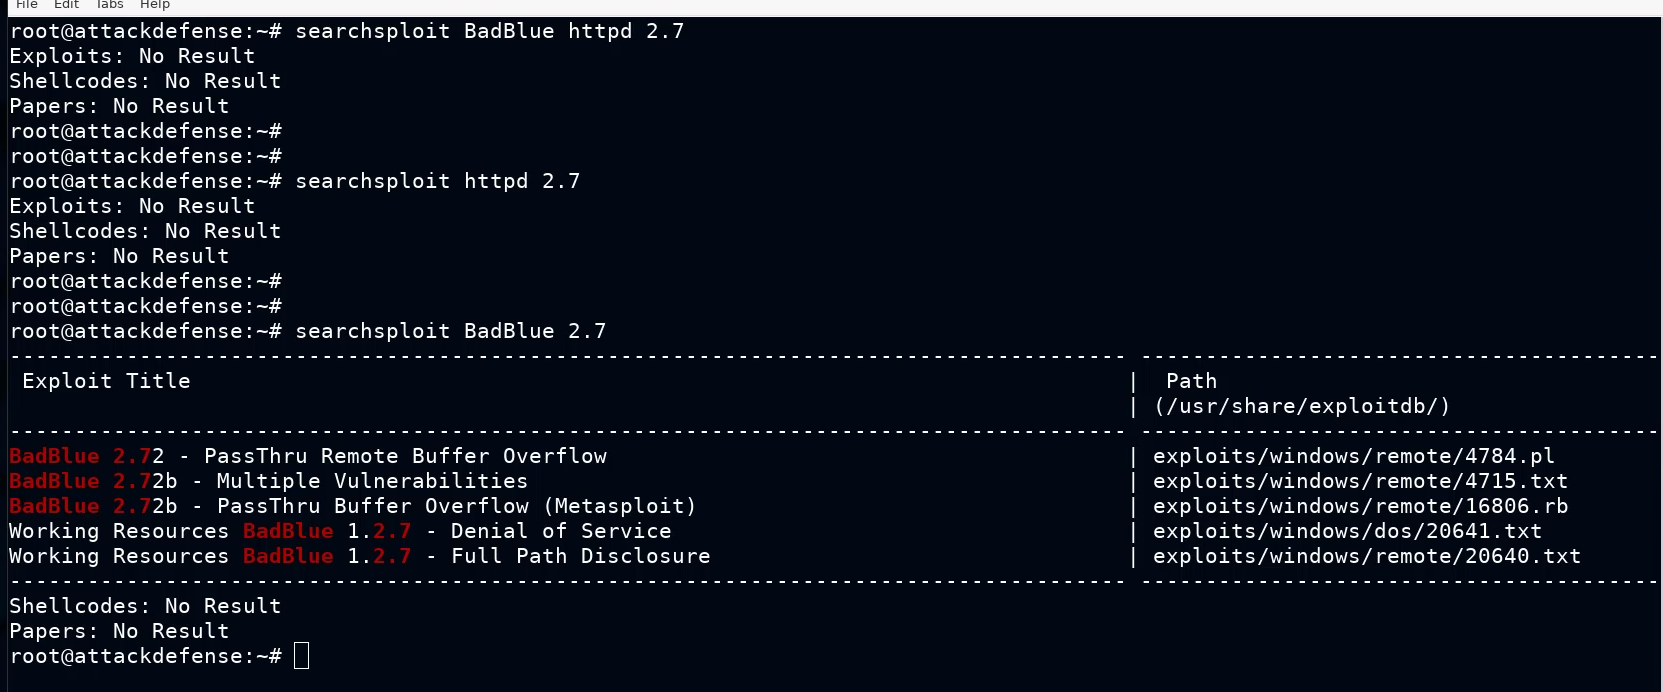 File Edit Tabs Help
root@attackdefense:~# searchsploit BadBlue httpd 2.7
Exploits: No Result
Shellcodes: No Result
Papers: No Result
root@attackdefense:~#
root@attackdefense:~#
root@attackdefense:~# searchsploit httpd 2.7
Exploits: No Result
Shellcodes: No Result
Papers: No Result
root@attackdefense:~#
root@attackdefense:~#
root@attackdefense:~# searchsploit BadBlue 2.7
-------------------------------------------------------------------------------------- ----------------------------------------
Exploit Title | Path
| (/usr/share/exploitdb/)
-------------------------------------------------------------------------------------- ----------------------------------------
BadBlue 2.72 - PassThru Remote Buffer Overflow | exploits/windows/remote/4784.pl
BadBlue 2.72b - Multiple Vulnerabilities | exploits/windows/remote/4715.txt
BadBlue 2.72b - PassThru Buffer Overflow (Metasploit) | exploits/windows/remote/16806.rb
Working Resources BadBlue 1.2.7 - Denial of Service | exploits/windows/dos/20641.txt
Working Resources BadBlue 1.2.7 - Full Path Disclosure | exploits/windows/remote/20640.txt
-------------------------------------------------------------------------------------- ----------------------------------------
Shellcodes: No Result
Papers: No Result
root@attackdefense:~#